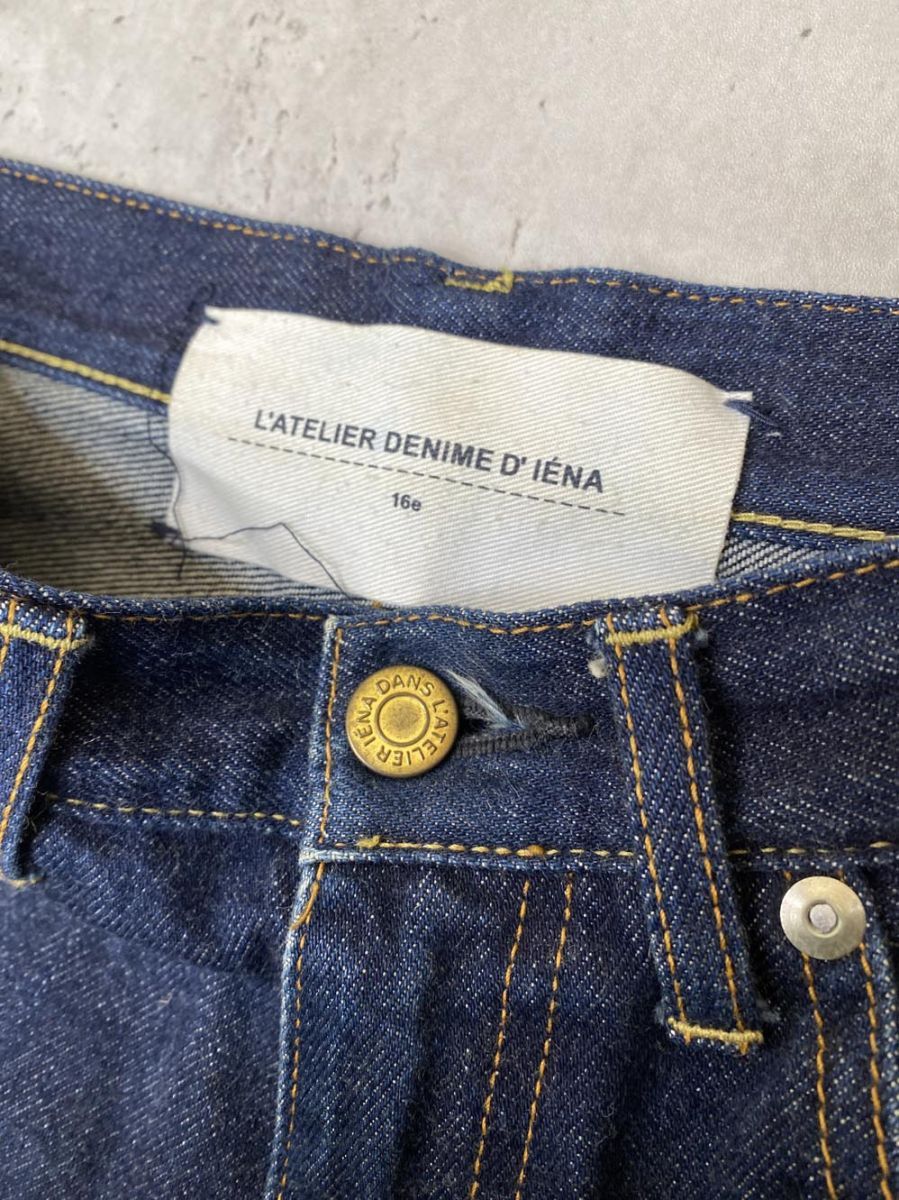 L'ATELIER DENIME D' IÉNA
16e
DANS L'ATELIER IÉNA